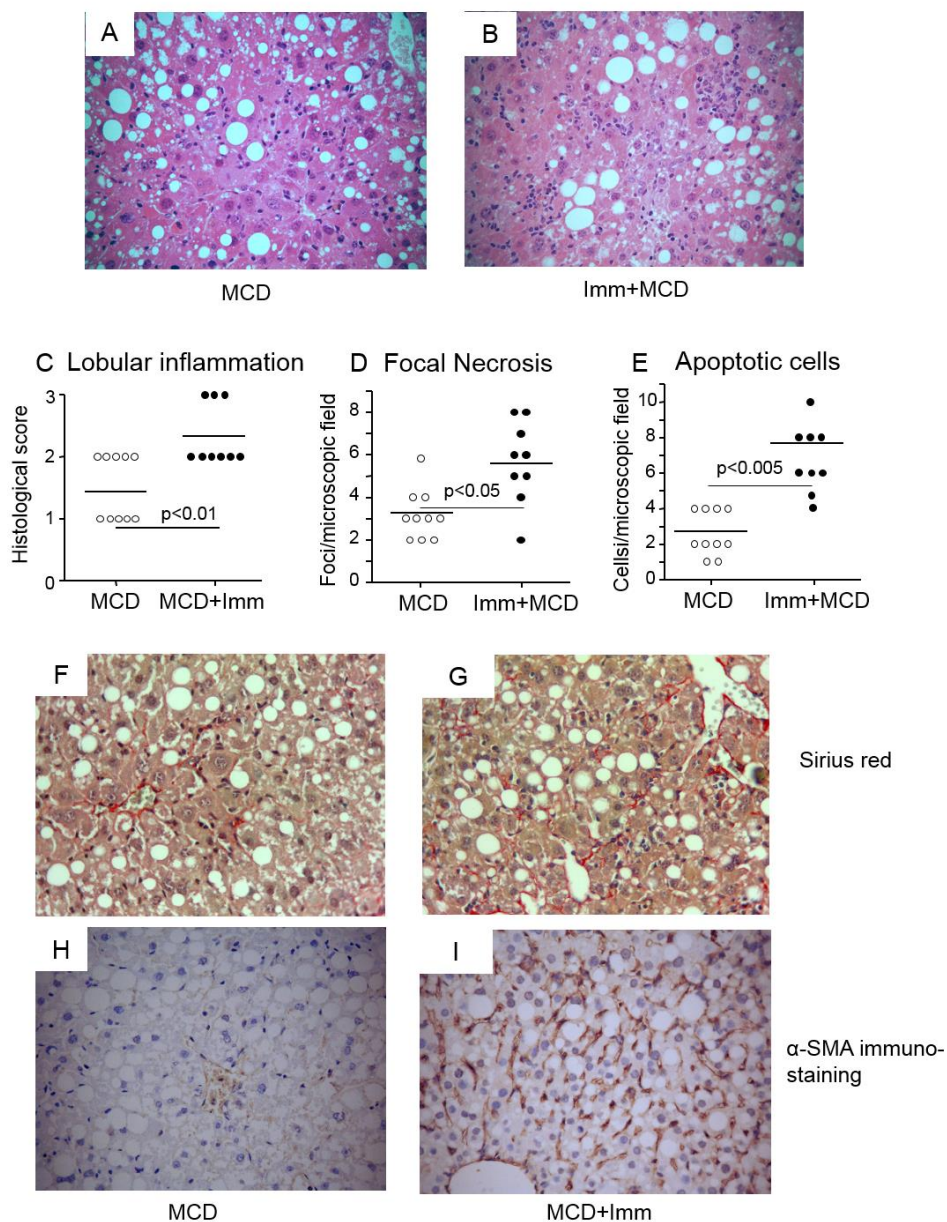 A
B
MCD
Imm+MCD
C Lobular inflammation
D Focal Necrosis
E Apoptotic cells
Histological score
3
2
1
0
p<0.01
MCD MCD+Imm
Foci/microscopic field
8
6
4
2
0
p<0.05
MCD Imm+MCD
Cellsi/microscopic field
10
8
6
4
2
0
p<0.005
MCD Imm+MCD
F
G
Sirius red
H
I
α-SMA immuno-
staining
MCD
MCD+Imm